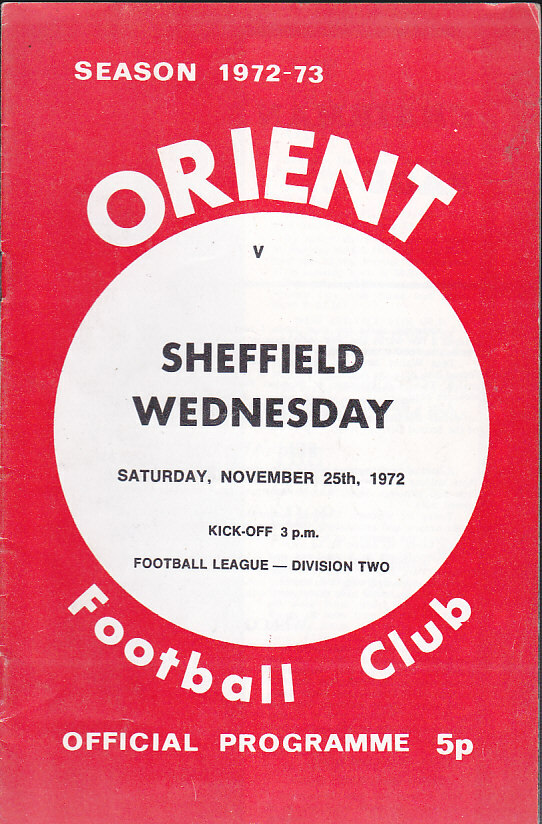 SEASON 1972-73
ORIENT
v
SHEFFIELD
WEDNESDAY
SATURDAY, NOVEMBER 25th, 1972
KICK-OFF 3 p.m.
FOOTBALL LEAGUE — DIVISION TWO
Football Club
OFFICIAL PROGRAMME 5p